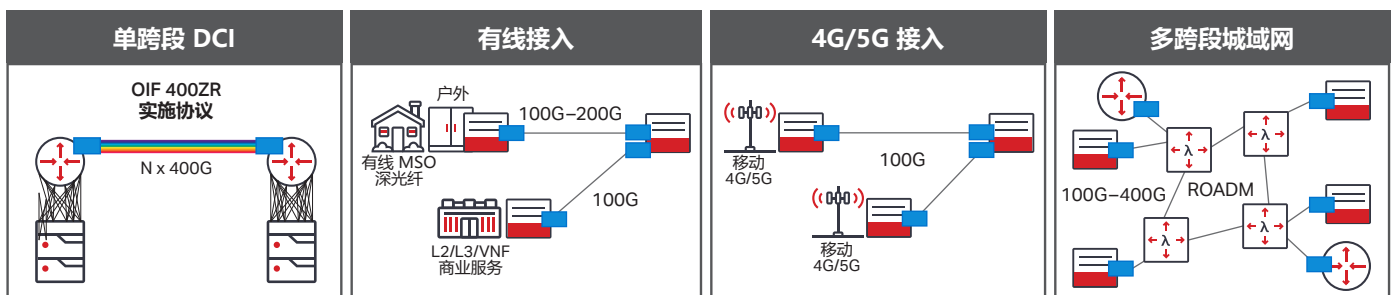 单跨段 DCI
OIF 400ZR
实施协议
N x 400G
有线接入
户外
100G–200G
有线 MSO
深光纤
100G
L2/L3/VNF
商业服务
4G/5G 接入
移动
4G/5G
100G
移动
4G/5G
多跨段城域网
λ
λ
100G–400G
ROADM
λ
λ